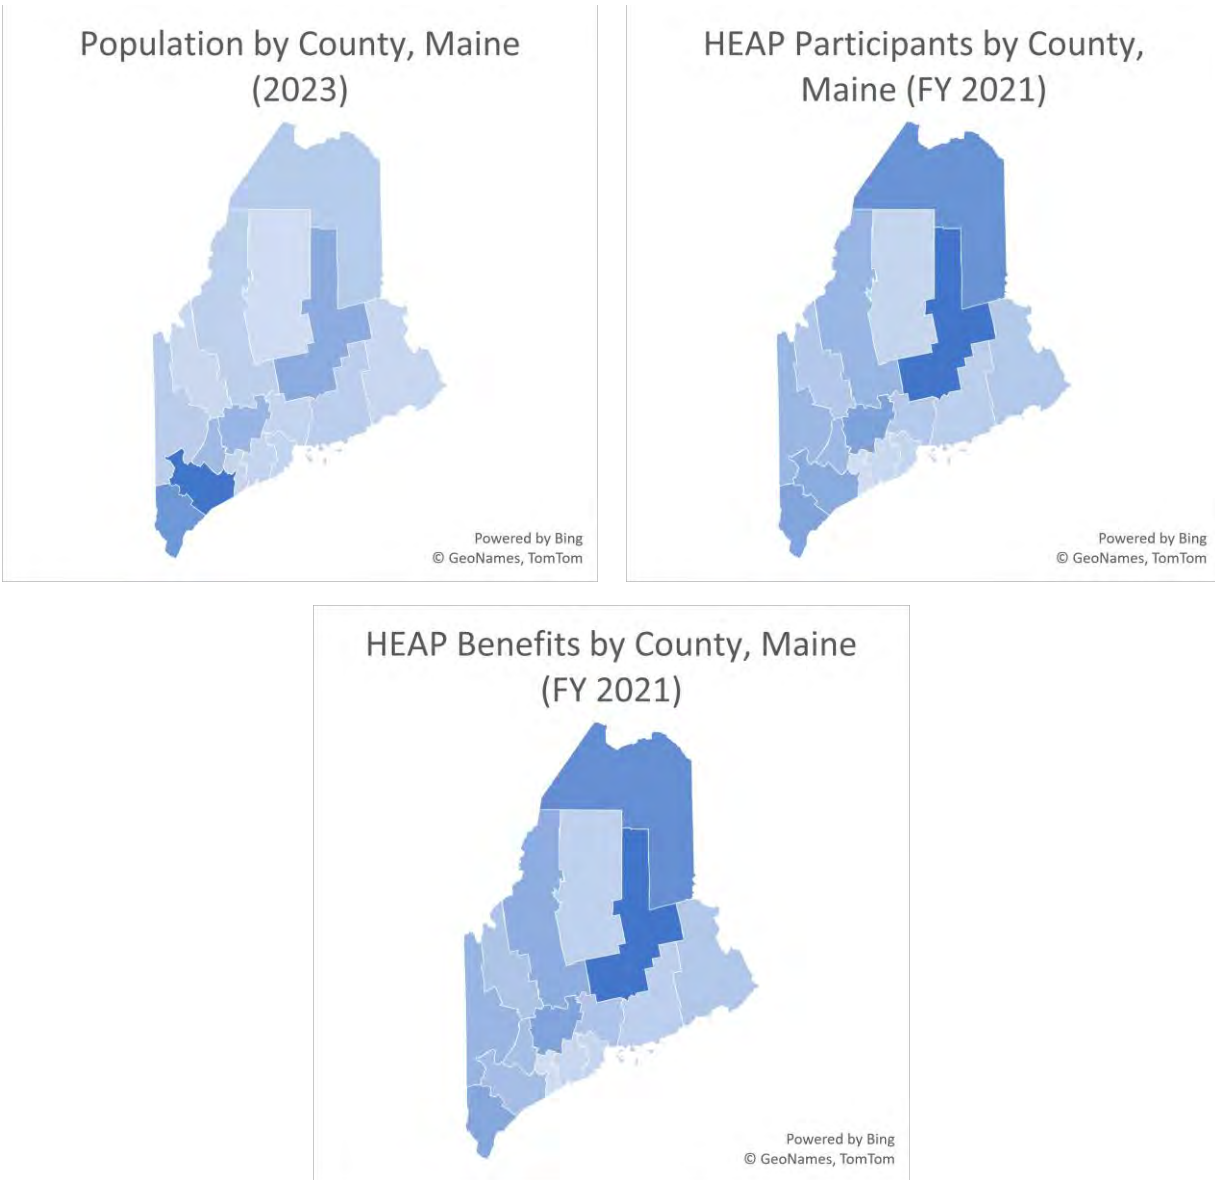 Population by County, Maine
(2023)
Powered by Bing
© GeoNames, TomTom
HEAP Participants by County,
Maine (FY 2021)
Powered by Bing
© GeoNames, TomTom
HEAP Benefits by County, Maine
(FY 2021)
Powered by Bing
© GeoNames, TomTom